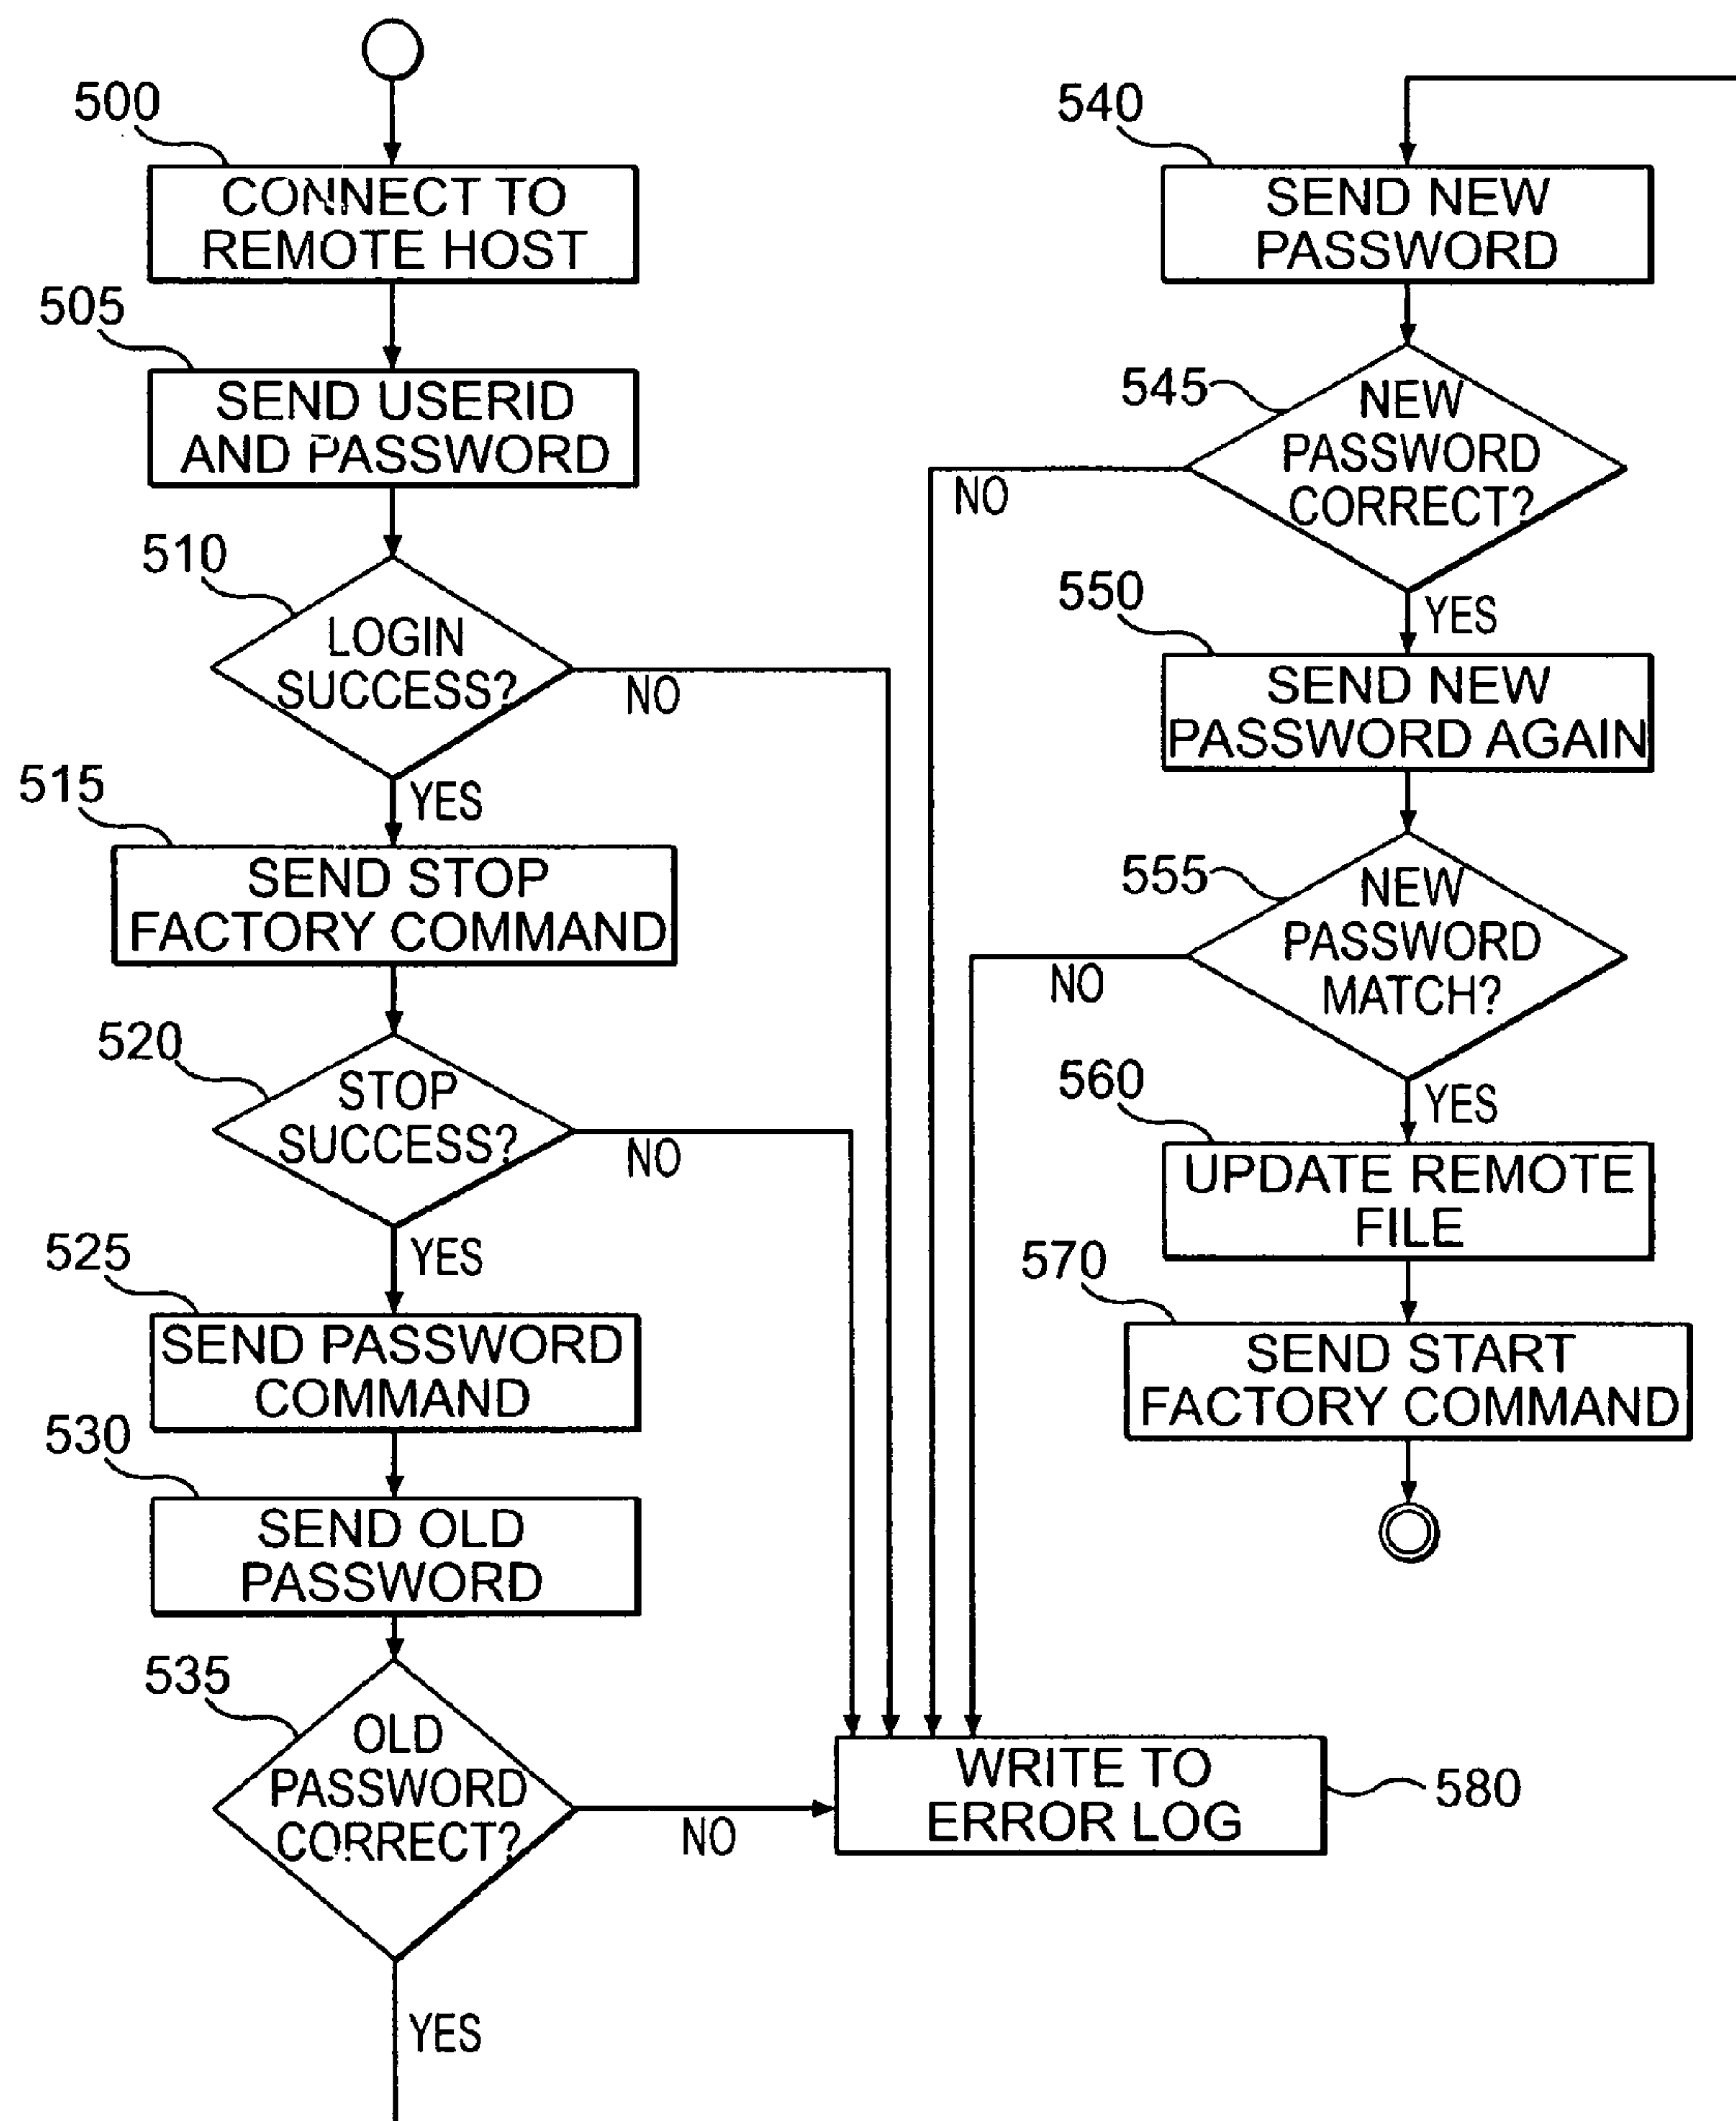 500
CONNECT TO
REMOTE HOST
505
SEND USERID
AND PASSWORD
510
LOGIN
SUCCESS?
NO
YES
515
SEND STOP
FACTORY COMMAND
520
STOP
SUCCESS?
NO
YES
525
SEND PASSWORD
COMMAND
530
SEND OLD
PASSWORD
535
OLD
PASSWORD
CORRECT?
NO
YES
540
SEND NEW
PASSWORD
545
NEW
PASSWORD
CORRECT?
NO
YES
550
SEND NEW
PASSWORD AGAIN
555
NEW
PASSWORD
MATCH?
NO
YES
560
UPDATE REMOTE
FILE
570
SEND START
FACTORY COMMAND
WRITE TO
ERROR LOG
580